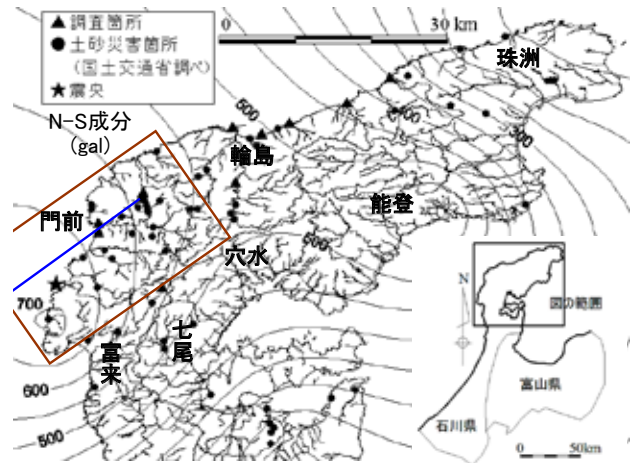 ▲ 調査箇所
● 土砂災害箇所
(国土交通省調べ)
★ 震央
N-S成分
(gal)
0 30 km
珠洲
500
300
輪島
能登
門前
穴水
600
700
七尾
富来
600
500
N
図の範囲
富山県
石川県
0 50km